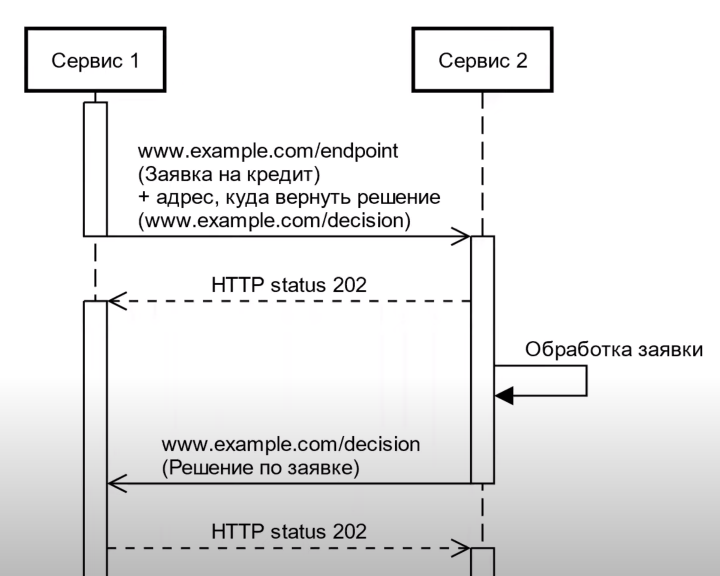 Сервис 1
Сервис 2
www.example.com/endpoint
(Заявка на кредит)
+ адрес, куда вернуть решение
(www.example.com/decision)
HTTP status 202
Обработка заявки
www.example.com/decision
(Решение по заявке)
HTTP status 202